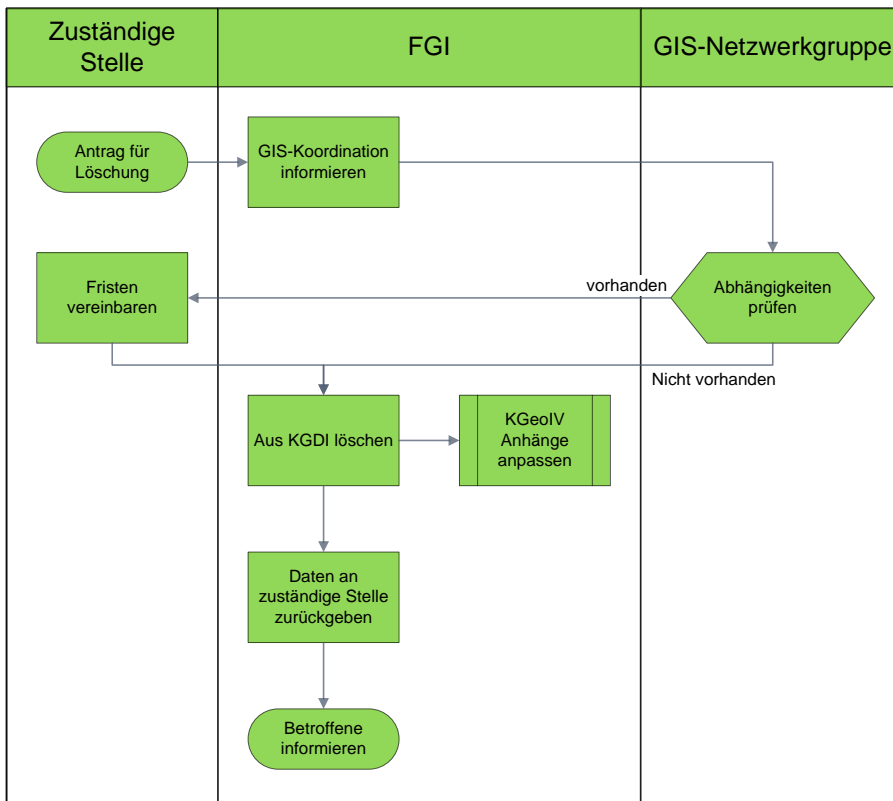 Zuständige
Stelle
FGI
GIS-Netzwerkgruppe
Antrag für
Löschung
GIS-Koordination
informieren
Fristen
vereinbaren
vorhanden
Abhängigkeiten
prüfen
Nicht vorhanden
Aus KGDI löschen
KGeoIV
Anhänge
anpassen
Daten an
zuständige Stelle
zurückgeben
Betroffene
informieren